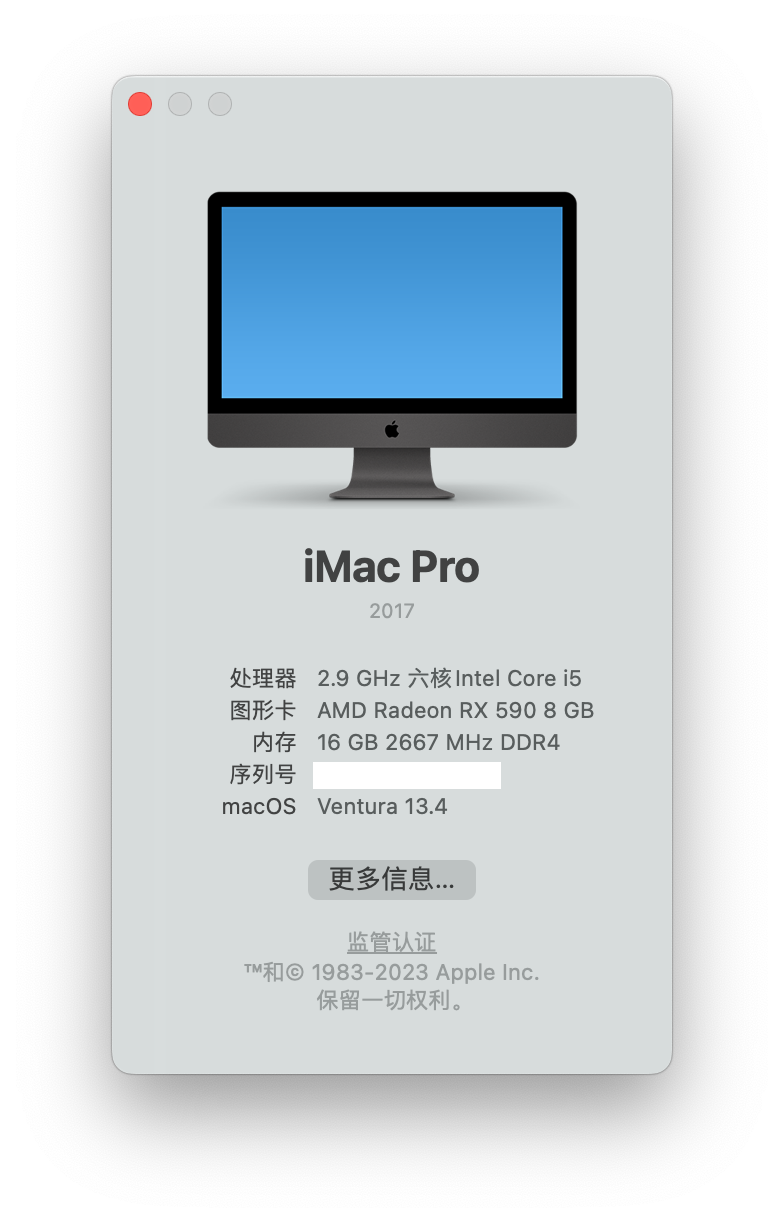 iMac Pro
2017
处理器 2.9 GHz 六核Intel Core i5
图形卡 AMD Radeon RX 590 8 GB
内存 16 GB 2667 MHz DDR4
序列号
macOS Ventura 13.4
更多信息...
监管认证
™和© 1983-2023 Apple Inc.
保留一切权利。